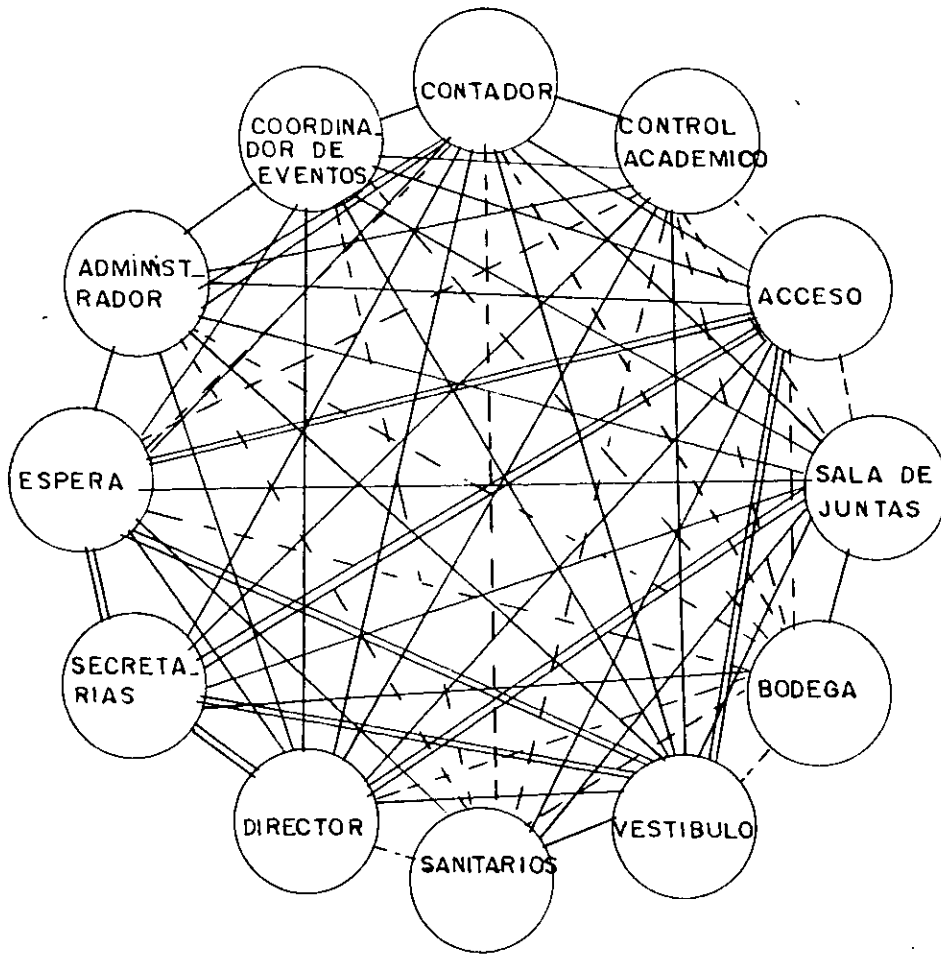 CONTADOR
COORDINA_
DOR DE
EVENTOS
CONTROL
ACADEMICO
ADMINIST_
RADOR
ACCESO
ESPERA
SALA DE
JUNTAS
SECRETA_
RIAS
BODEGA
DIRECTOR
SANITARIOS
VESTIBULO